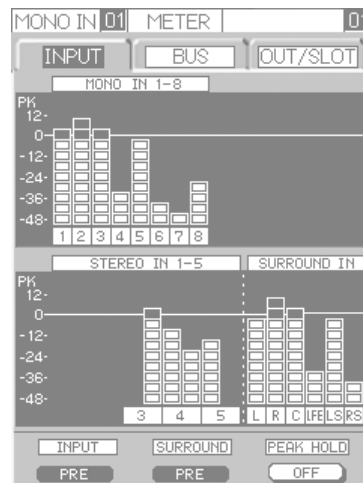 MONO IN 01 METER 01
INPUT BUS OUT/SLOT
MONO IN 1-8
PK
12-
0-
-12-
-24-
-36-
-48-
1 2 3 4 5 6 7 8
STEREO IN 1-5 SURROUND IN
PK
12-
0-
-12-
-24-
-36-
-48-
3 4 5 L R C LFE LS RS
INPUT SURROUND PEAK HOLD
PRE PRE OFF